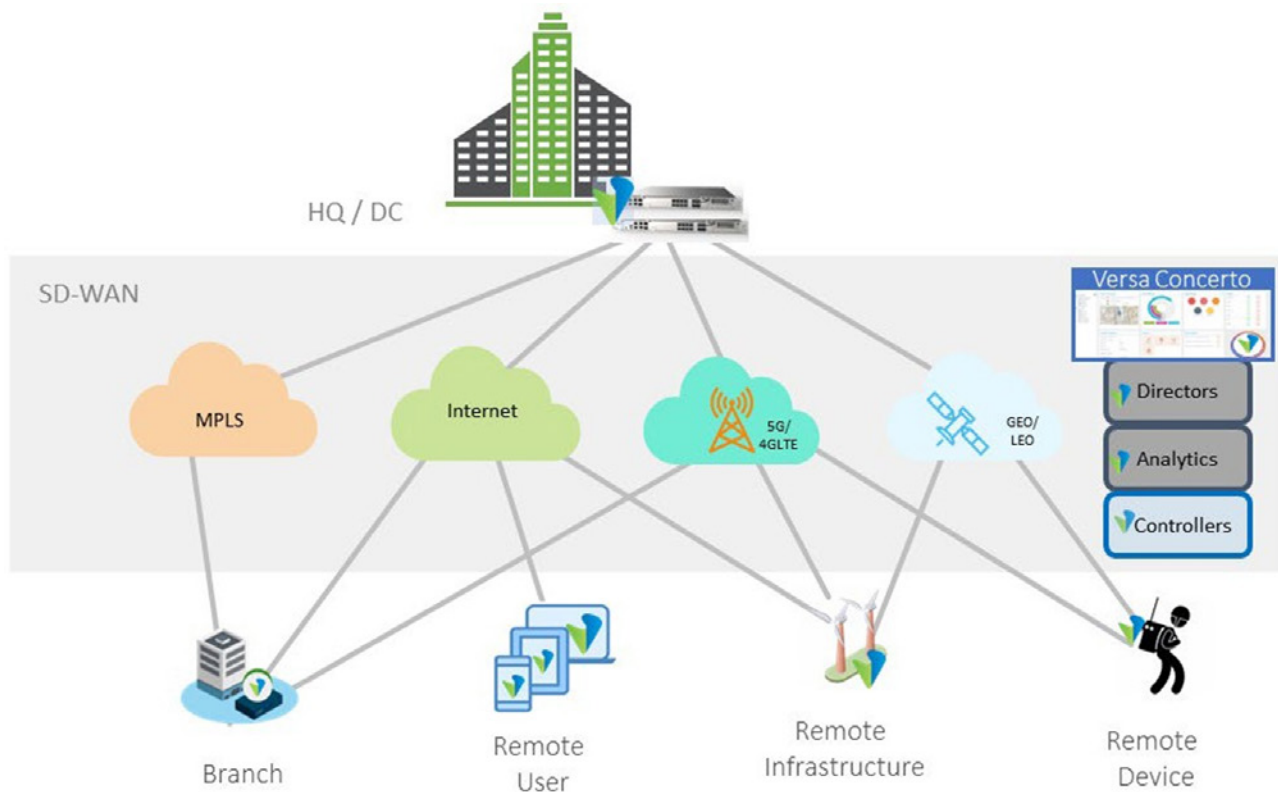 HQ / DC
SD-WAN
Versa Concerto
MPLS
Internet
5G/
4GLTE
GEO/
LEO
Directors
Analytics
Controllers
Branch
Remote
User
Remote
Infrastructure
Remote
Device